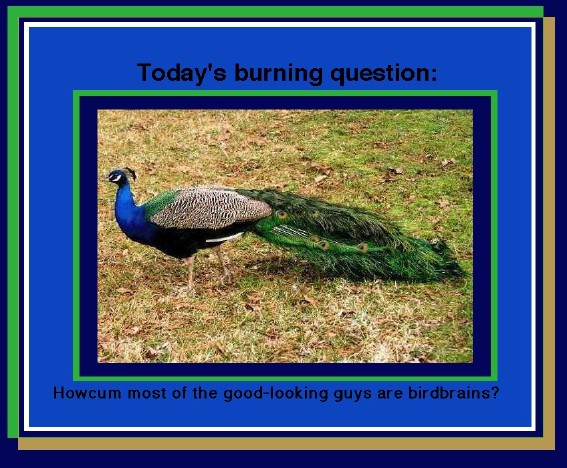 Today's burning question:
Howcum most of the good-looking guys are birdbrains?